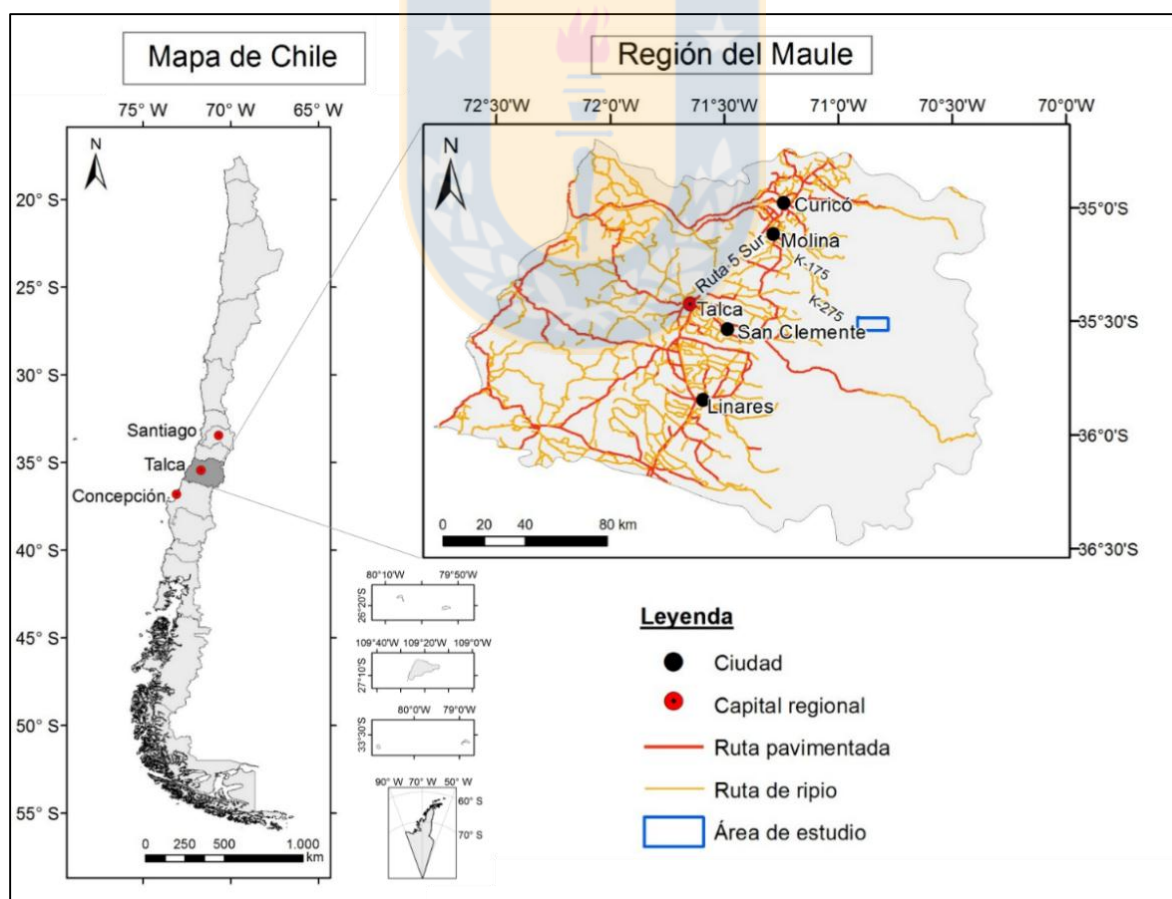 Mapa de Chile
75° W 70° W 65° W
N
20° S
25° S
30° S
35° S
40° S
45° S
50° S
55° S
Santiago
Talca
Concepción
0 250 500 1.000
km
80°10'W 79°50'W
26°20'S
109°40'W 109°20'W 109°0'W
27°10'S
80°0'W 79°0'W
33°30'S
90° W 70° W 50° W
60° S
70° S
Región del Maule
72°30'W 72°0'W 71°30'W 71°0'W 70°30'W 70°0'W
N
35°0'S
35°30'S
36°0'S
36°30'S
Curicó
Molina
Ruta-5 Sur
K-175
K-275
Talca
San Clemente
Linares
0 20 40 80 km
Leyenda
Ciudad
Capital regional
Ruta pavimentada
Ruta de ripio
Área de estudio